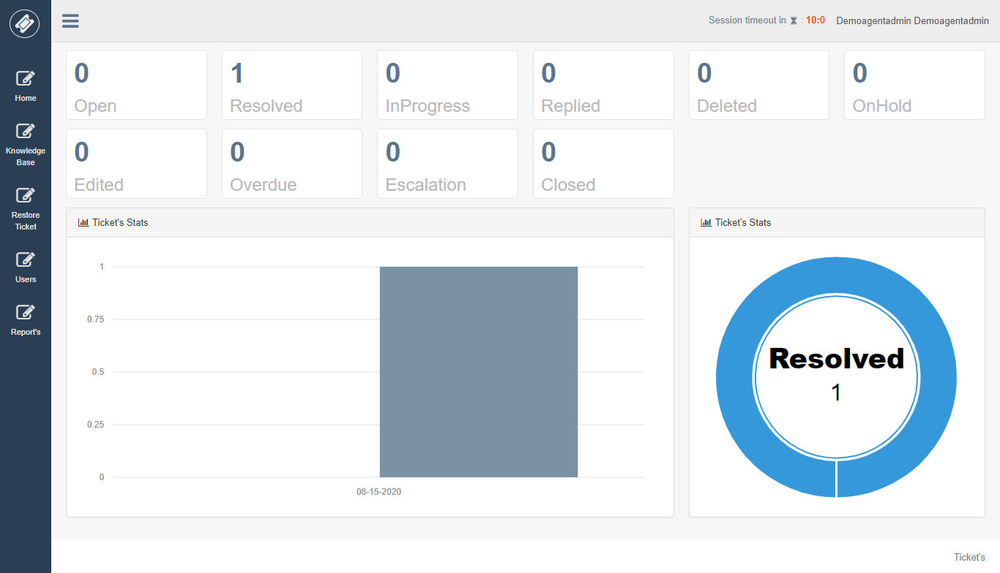 Session timeout in : 10:0 Demoagentadmin Demoagentadmin
Home
Knowledge
Base
Restore
Ticket
Users
Report's
0 1 0 0 0 0
Open Resolved InProgress Replied Deleted OnHold
0 0 0 0
Edited Overdue Escalation Closed
Ticket's Stats
1
0.75
0.5
0.25
0
08-15-2020
Ticket's Stats
Resolved
1
Ticket's